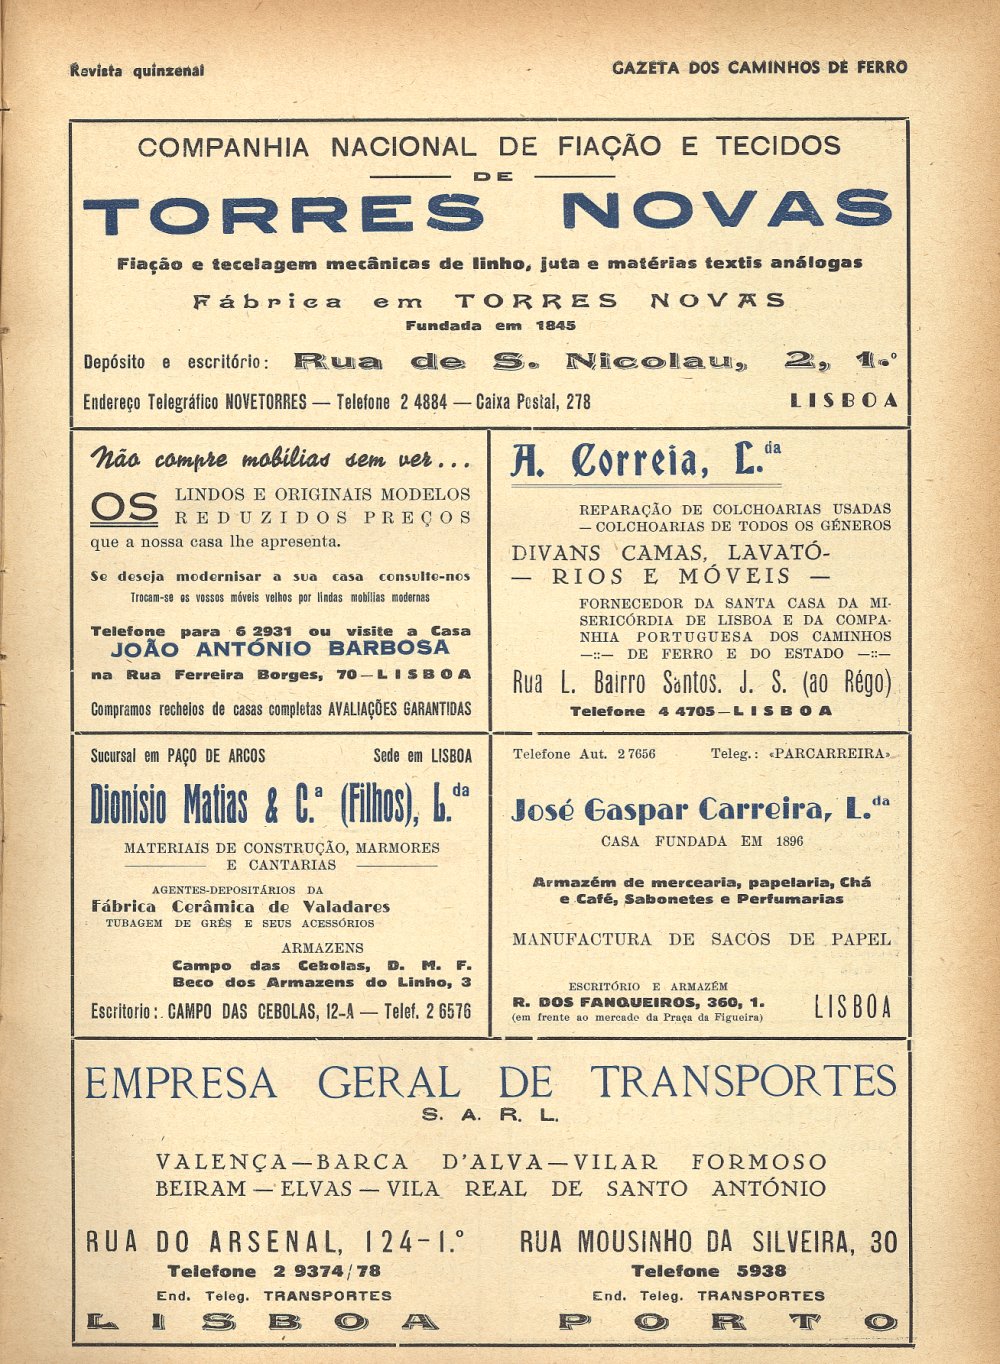 Revista quinzenal
GAZETA DOS CAMINHOS DE FERRO
COMPANHIA NACIONAL DE FIAÇÃO E TECIDOS
DE
TORRES NOVAS
Fiação e tecelagem mecânicas de linho, juta e matérias textis análogas
Fábrica em TORRES NOVAS
Fundada em 1845
Depósito e escritório: Rua de S. Nicolau, 2, 1.º
Endereço Telegráfico NOVETORRES — Telefone 2 4884 — Caixa Postal, 278
LISBOA
Não compre mobílias sem ver...
OS LINDOS E ORIGINAIS MODELOS
REDUZIDOS PREÇOS
que a nossa casa lhe apresenta.
Se deseja modernisar a sua casa consulte-nos
Trocam-se os vossos móveis velhos por lindas mobílias modernas
Telefone para 6 2931 ou visite a Casa
JOÃO ANTÓNIO BARBOSA
na Rua Ferreira Borges, 70 — LISBOA
Compramos recheios de casas completas AVALIAÇÕES GARANTIDAS
A. Correia, L.da
REPARAÇÃO DE COLCHOARIAS USADAS
— COLCHOARIAS DE TODOS OS GÉNEROS
DIVANS CAMAS, LAVATÓ-
— RIOS E MÓVEIS —
FORNECEDOR DA SANTA CASA DA MI-
SERICÓRDIA DE LISBOA E DA COMPA-
NHIA PORTUGUESA DOS CAMINHOS
—::— DE FERRO E DO ESTADO —::—
Rua L. Bairro Santos. J. S. (ao Régo)
Telefone 4 4705 — LISBOA
Sucursal em PAÇO DE ARCOS
Sede em LISBOA
Dionísio Matias & C.ª (Filhos), L.da
MATERIAIS DE CONSTRUÇÃO, MARMORES
E CANTARIAS
AGENTES-DEPOSITÁRIOS DA
Fábrica Cerâmica de Valadares
TUBAGEM DE GRÊS E SEUS ACESSÓRIOS
ARMAZENS
Campo das Cebolas, D. M. F.
Beco dos Armazens do Linho, 3
Escritorio: CAMPO DAS CEBOLAS, 12-A — Telef. 2 6576
Telefone Aut. 2 7656
Teleg.: «PARCARREIRA»
José Gaspar Carreira, L.da
CASA FUNDADA EM 1896
Armazém de mercearia, papelaria, Chá
e Café, Sabonetes e Perfumarias
MANUFACTURA DE SACOS DE PAPEL
ESCRITÓRIO E ARMAZÉM
R. DOS FANQUEIROS, 360, 1.
(em frente ao mercado da Praça da Figueira)
LISBOA
EMPRESA GERAL DE TRANSPORTES
S. A. R. L.
VALENÇA — BARCA D'ALVA — VILAR FORMOSO
BEIRAM — ELVAS — VILA REAL DE SANTO ANTÓNIO
RUA DO ARSENAL, 124-1.º
Telefone 2 9374/78
End. Teleg. TRANSPORTES
LISBOA
RUA MOUSINHO DA SILVEIRA, 30
Telefone 5938
End. Teleg. TRANSPORTES
PORTO